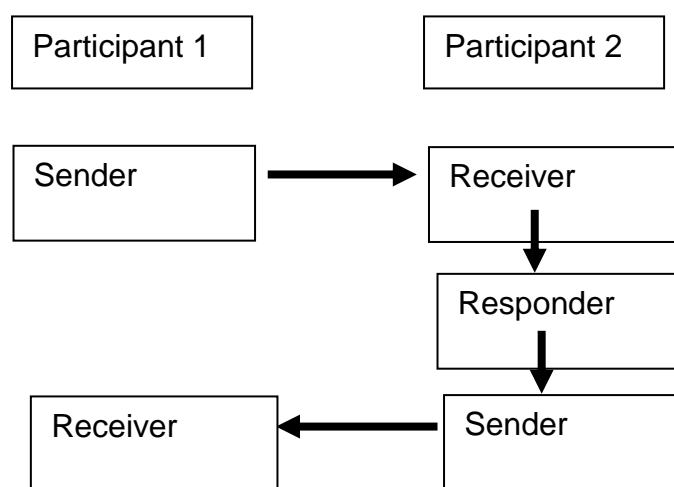 Participant 1
Participant 2
Sender
Receiver
Responder
Receiver
Sender